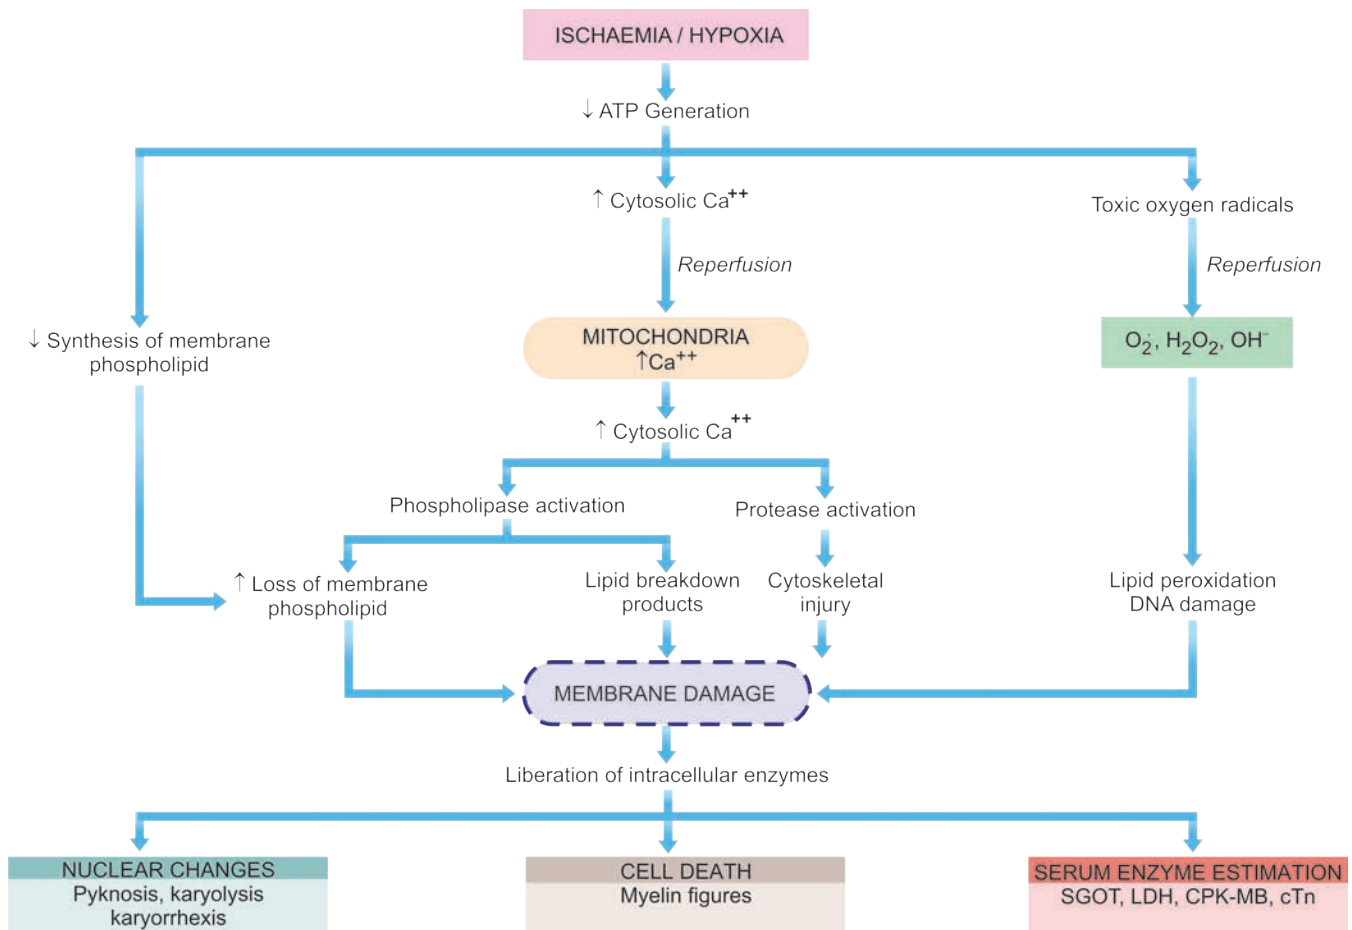 ISCHAEMIA / HYPOXIA
↓ ATP Generation
↑ Cytosolic Ca++
Toxic oxygen radicals
Reperfusion
Reperfusion
↓ Synthesis of membrane
phospholipid
MITOCHONDRIA
↑Ca++
O2̇, H2O2, OH−
↑ Cytosolic Ca++
Phospholipase activation
Protease activation
↑ Loss of membrane
phospholipid
Lipid breakdown
products
Cytoskeletal
injury
Lipid peroxidation
DNA damage
MEMBRANE DAMAGE
Liberation of intracellular enzymes
NUCLEAR CHANGES
Pyknosis, karyolysis
karyorrhexis
CELL DEATH
Myelin figures
SERUM ENZYME ESTIMATION
SGOT, LDH, CPK-MB, cTn